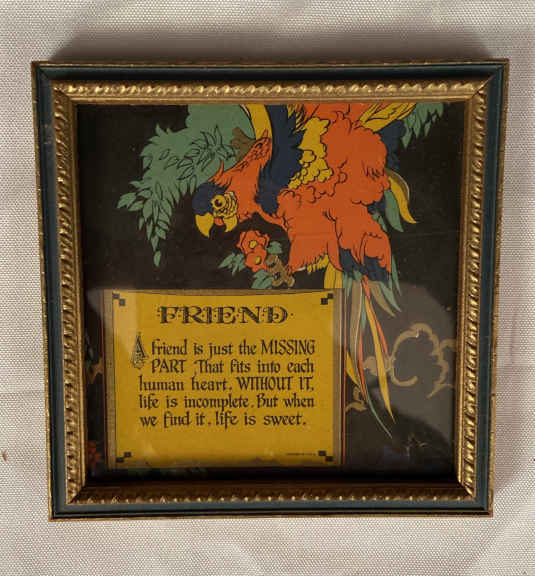 FRIEND
A friend is just the MISSING
PART , That fits into each
human heart, WITHOUT IT,
life is incomplete, But when
we find it, life is sweet.